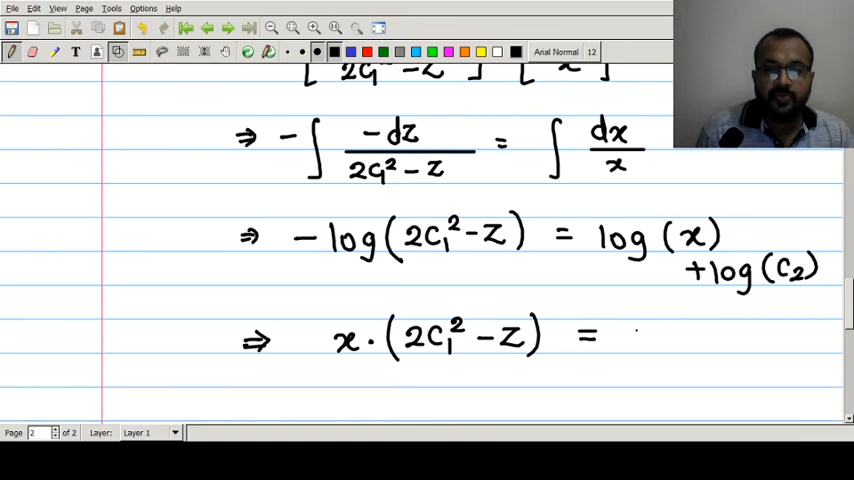 File Edit View Tools Options Help
Arial Normal 12
2C₁² - Z x
⇒ - ∫ -dz / (2C₁² - Z) = ∫ dx / x
⇒ - log(2C₁² - Z) = log(x)
+ log(C₂)
⇒ x · (2C₁² - Z) =
Page 2 of 2 Layer: Layer 1